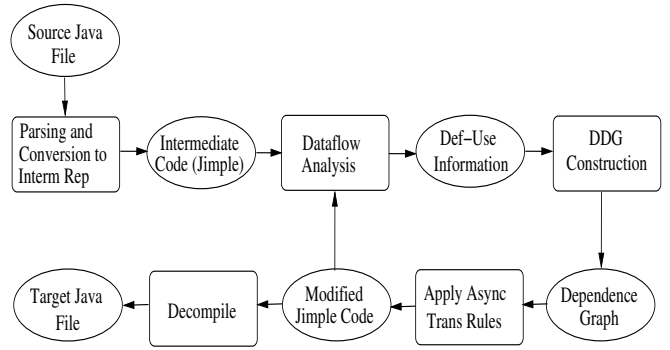 Source Java
File
Parsing and
Conversion to
Interm Rep
Intermediate
Code (Jimple)
Dataflow
Analysis
Def-Use
Information
DDG
Construction
Target Java
File
Decompile
Modified
Jimple Code
Apply Async
Trans Rules
Dependence
Graph